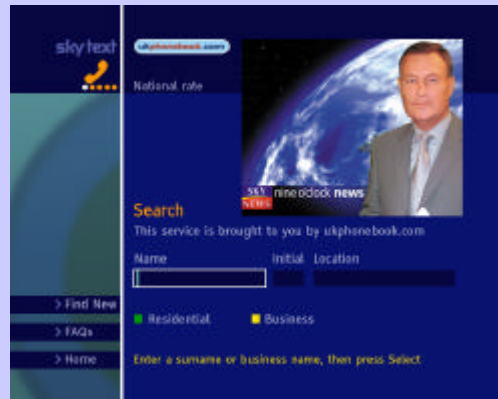 sky text
ukphonebook.com
National rate
SKY NEWS nine o'clock news
Search
This service is brought to you by ukphonebook.com
Name Initial Location
> Find New
Residential Business
> FAQs
> Home
Enter a surname or business name, then press Select